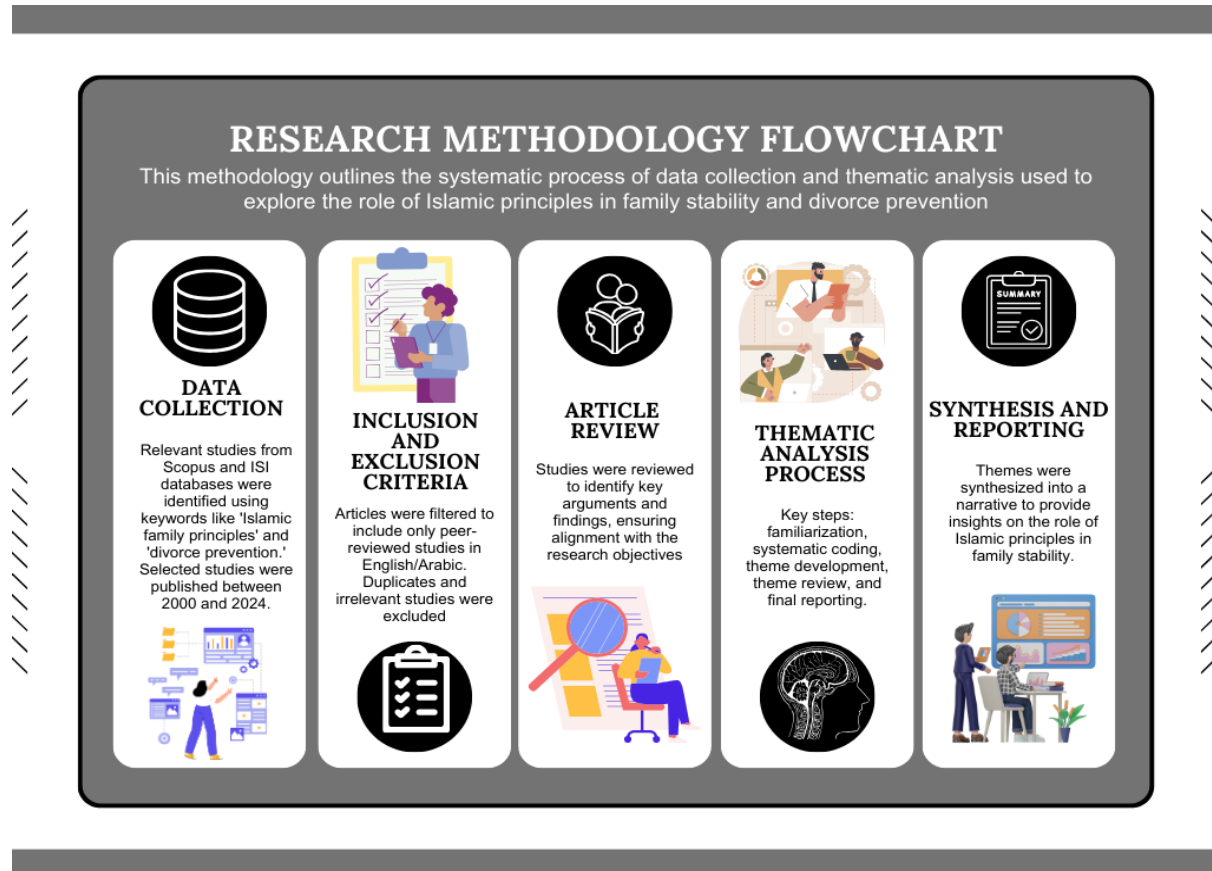 RESEARCH METHODOLOGY FLOWCHART
This methodology outlines the systematic process of data collection and thematic analysis used to
explore the role of Islamic principles in family stability and divorce prevention
DATA
COLLECTION
Relevant studies from
Scopus and ISI
databases were
identified using
keywords like 'Islamic
family principles' and
'divorce prevention.'
Selected studies were
published between
2000 and 2024.
INCLUSION
AND
EXCLUSION
CRITERIA
Articles were filtered to
include only peer-
reviewed studies in
English/Arabic.
Duplicates and
irrelevant studies were
excluded
ARTICLE
REVIEW
Studies were reviewed
to identify key
arguments and
findings, ensuring
alignment with the
research objectives
THEMATIC
ANALYSIS
PROCESS
Key steps:
familiarization,
systematic coding,
theme development,
theme review, and
final reporting.
SUMMARY
SYNTHESIS AND
REPORTING
Themes were
synthesized into a
narrative to provide
insights on the role of
Islamic principles in
family stability.